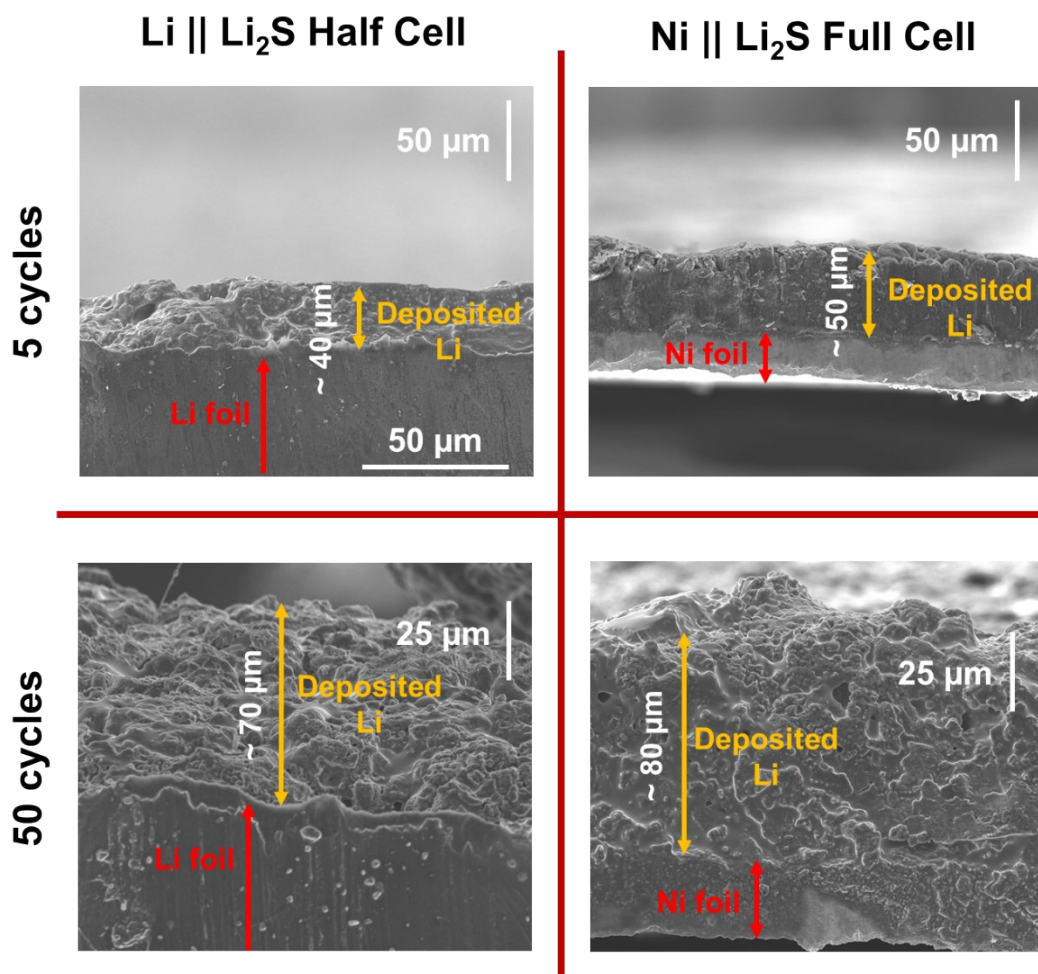 Li || Li₂S Half Cell
Ni || Li₂S Full Cell
5 cycles
50 µm
~ 40 µm
Deposited
Li
Li foil
50 µm
50 µm
~ 50 µm
Deposited
Li
Ni foil
50 cycles
25 µm
~ 70 µm
Deposited
Li
Li foil
25 µm
~ 80 µm
Deposited
Li
Ni foil